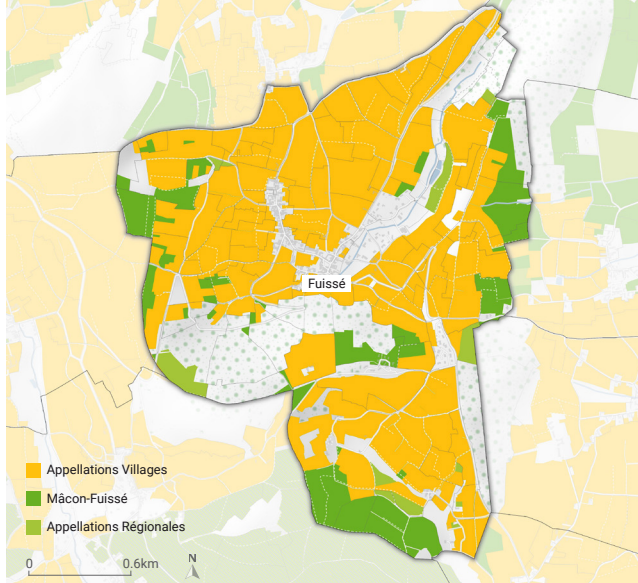 Fuissé
Appellations Villages
Mâcon-Fuissé
Appellations Régionales
0 0.6km
N